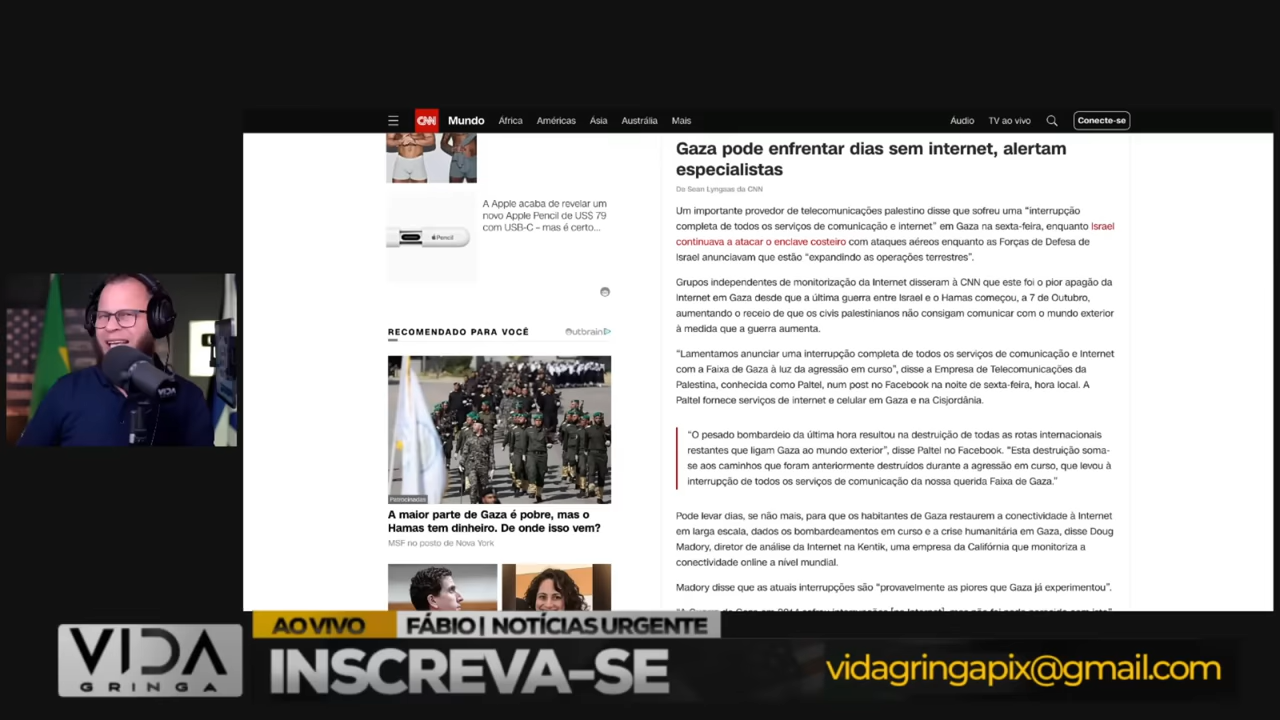 CNN Mundo África Américas Ásia Austrália Mais Áudio TV ao vivo Conecte-se
A Apple acaba de revelar um
novo Apple Pencil de US$ 79
com USB-C – mas é certo...
Pencil
RECOMENDADO PARA VOCÊ
Outbrain
Patrocinadas
A maior parte de Gaza é pobre, mas o
Hamas tem dinheiro. De onde isso vem?
MSF no posto de Nova York
Gaza pode enfrentar dias sem internet, alertam
especialistas
De Sean Lyngaas da CNN
Um importante provedor de telecomunicações palestino disse que sofreu uma “interrupção
completa de todos os serviços de comunicação e internet” em Gaza na sexta-feira, enquanto Israel
continuava a atacar o enclave costeiro com ataques aéreos enquanto as Forças de Defesa de
Israel anunciavam que estão “expandindo as operações terrestres”.
Grupos independentes de monitorização da Internet disseram à CNN que este foi o pior apagão da
Internet em Gaza desde que a última guerra entre Israel e o Hamas começou, a 7 de Outubro,
aumentando o receio de que os civis palestinianos não consigam comunicar com o mundo exterior
à medida que a guerra aumenta.
“Lamentamos anunciar uma interrupção completa de todos os serviços de comunicação e Internet
com a Faixa de Gaza à luz da agressão em curso”, disse a Empresa de Telecomunicações da
Palestina, conhecida como Paltel, num post no Facebook na noite de sexta-feira, hora local. A
Paltel fornece serviços de internet e celular em Gaza e na Cisjordânia.
“O pesado bombardeio da última hora resultou na destruição de todas as rotas internacionais
restantes que ligam Gaza ao mundo exterior”, disse Paltel no Facebook. “Esta destruição soma-
se aos caminhos que foram anteriormente destruídos durante a agressão em curso, que levou à
interrupção de todos os serviços de comunicação da nossa querida Faixa de Gaza.”
Pode levar dias, se não mais, para que os habitantes de Gaza restaurem a conectividade à Internet
em larga escala, dados os bombardeamentos em curso e a crise humanitária em Gaza, disse Doug
Madory, diretor de análise da Internet na Kentik, uma empresa da Califórnia que monitoriza a
conectividade online a nível mundial.
Madory disse que as atuais interrupções são “provavelmente as piores que Gaza já experimentou”.
VIDA
GRINGA
AO VIVO FÁBIO | NOTÍCIAS URGENTE
VIDA
GRINGA
INSCREVA-SE
vidagringapix@gmail.com